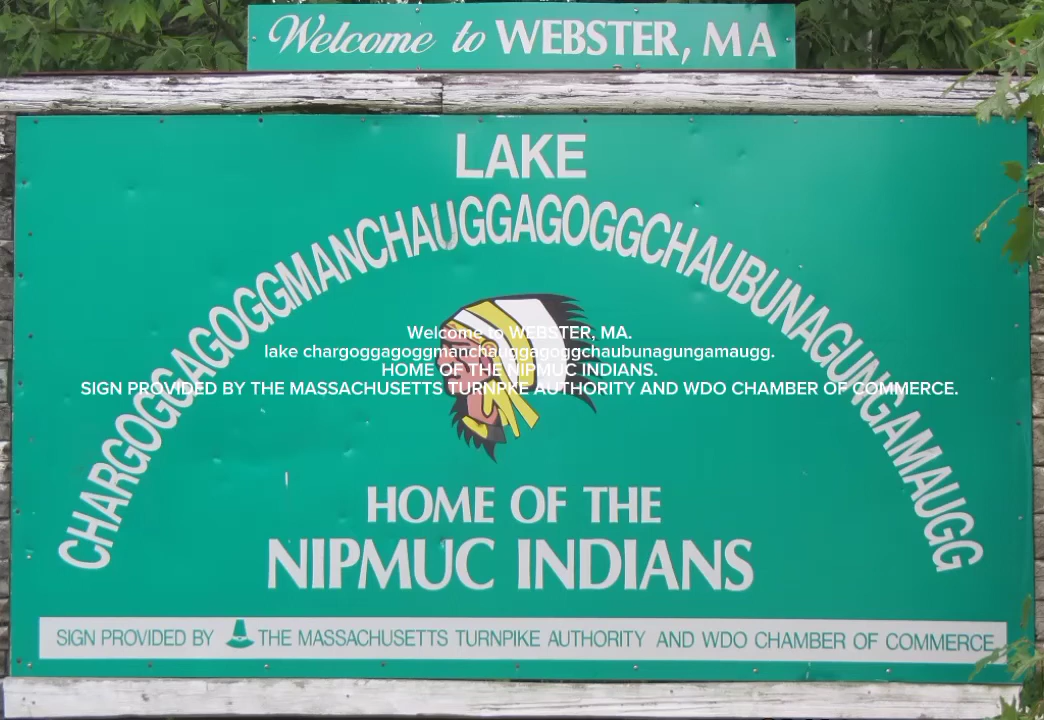 Welcome to WEBSTER, MA
LAKE
CHARGOGGAGOGGMANCHAUGGAGOGGCHAUBUNAGUNGAMAUGG
Welcome to WEBSTER, MA.
lake chargoggagoggmanchauggagoggchaubunagungamaugg.
HOME OF THE NIPMUC INDIANS.
SIGN PROVIDED BY THE MASSACHUSETTS TURNPKE AUTHORITY AND WDO CHAMBER OF COMMERCE.
HOME OF THE
NIPMUC INDIANS
SIGN PROVIDED BY THE MASSACHUSETTS TURNPIKE AUTHORITY AND WDO CHAMBER OF COMMERCE